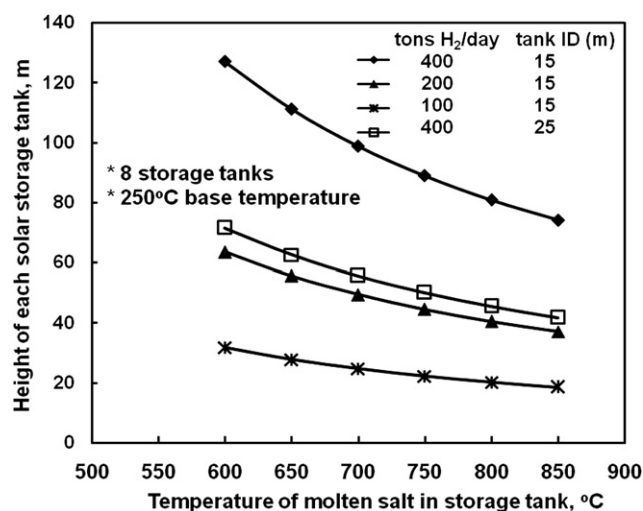 140
120
100
80
60
40
20
0
Height of each solar storage tank, m
tons H₂/day tank ID (m)
400 15
200 15
100 15
400 25
* 8 storage tanks
* 250ºC base temperature
500 550 600 650 700 750 800 850 900
Temperature of molten salt in storage tank, ºC